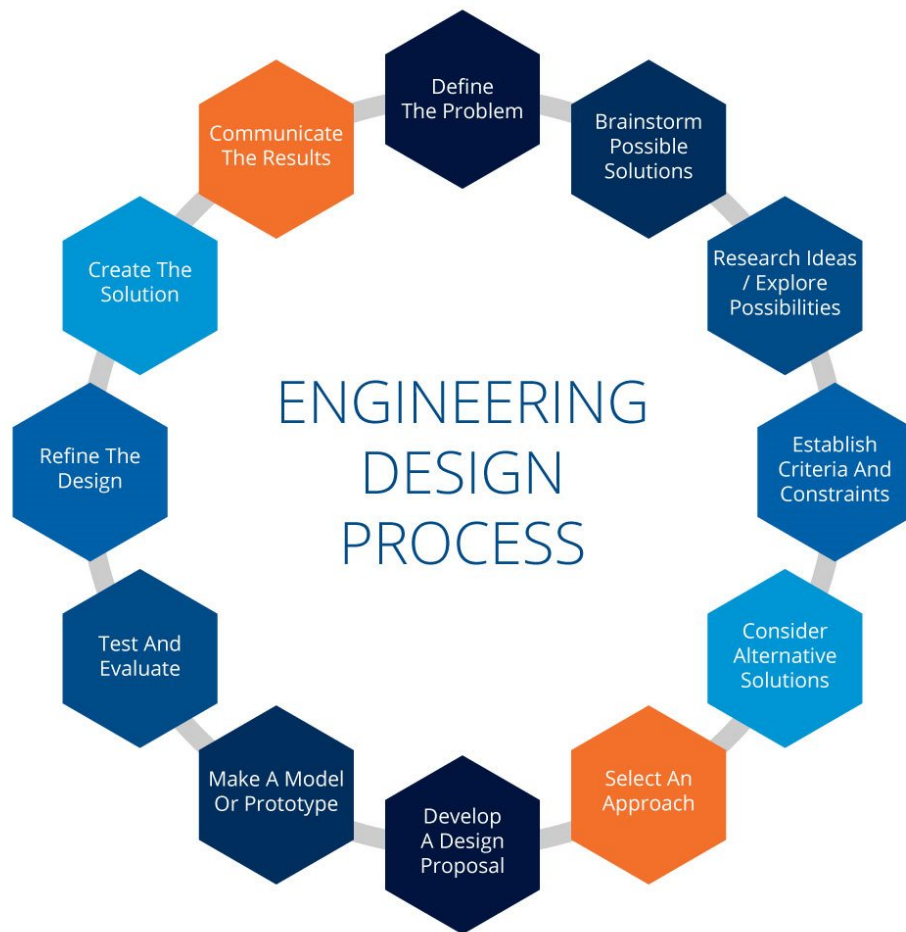 ENGINEERING
DESIGN
PROCESS
Define
The Problem
Brainstorm
Possible
Solutions
Research Ideas
/ Explore
Possibilities
Establish
Criteria And
Constraints
Consider
Alternative
Solutions
Select An
Approach
Develop
A Design
Proposal
Make A Model
Or Prototype
Test And
Evaluate
Refine The
Design
Create The
Solution
Communicate
The Results